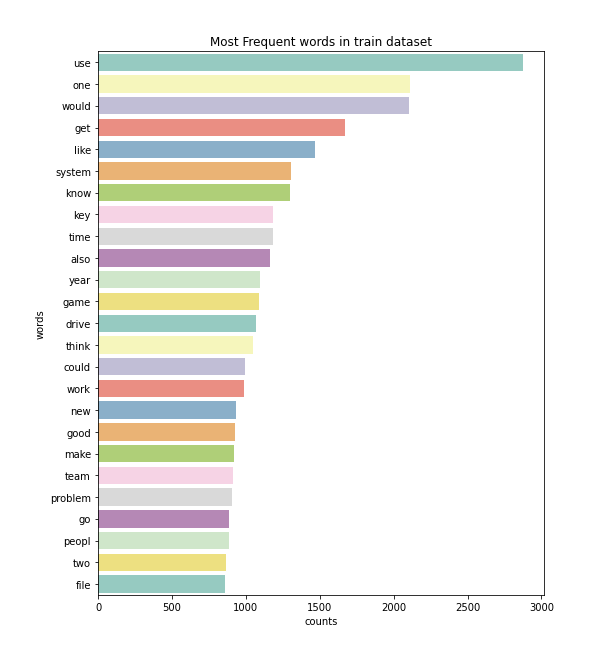 Most Frequent words in train dataset
words
use
one
would
get
like
system
know
key
time
also
year
game
drive
think
could
work
new
good
make
team
problem
go
peopl
two
file
0 500 1000 1500 2000 2500 3000
counts